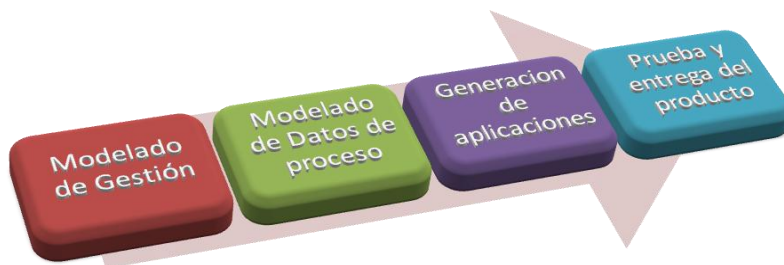 Modelado
de Gestión
Modelado
de Datos de
proceso
Generacion
de
aplicaciones
Prueba y
entrega del
producto